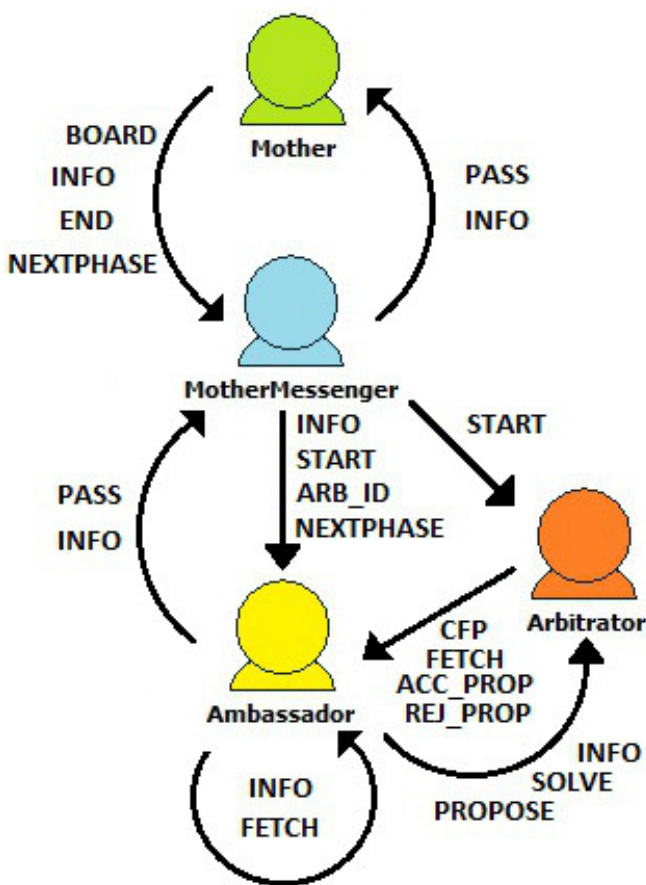 Mother
BOARD
INFO
END
NEXTPHASE
PASS
INFO
MotherMessenger
INFO
START
ARB_ID
NEXTPHASE
START
PASS
INFO
Arbitrator
CFP
FETCH
ACC_PROP
REJ_PROP
Ambassador
INFO
SOLVE
PROPOSE
INFO
FETCH